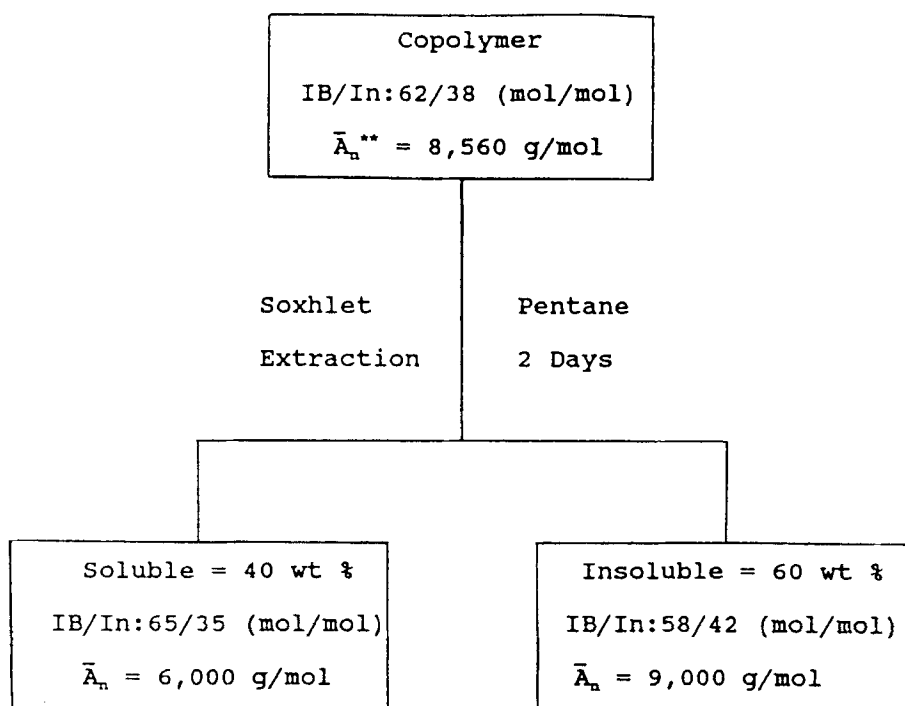 Copolymer
IB/In:62/38 (mol/mol)
Ā_n** = 8,560 g/mol
Soxhlet
Extraction
Pentane
2 Days
Soluble = 40 wt %
IB/In:65/35 (mol/mol)
Ā_n = 6,000 g/mol
Insoluble = 60 wt %
IB/In:58/42 (mol/mol)
Ā_n = 9,000 g/mol